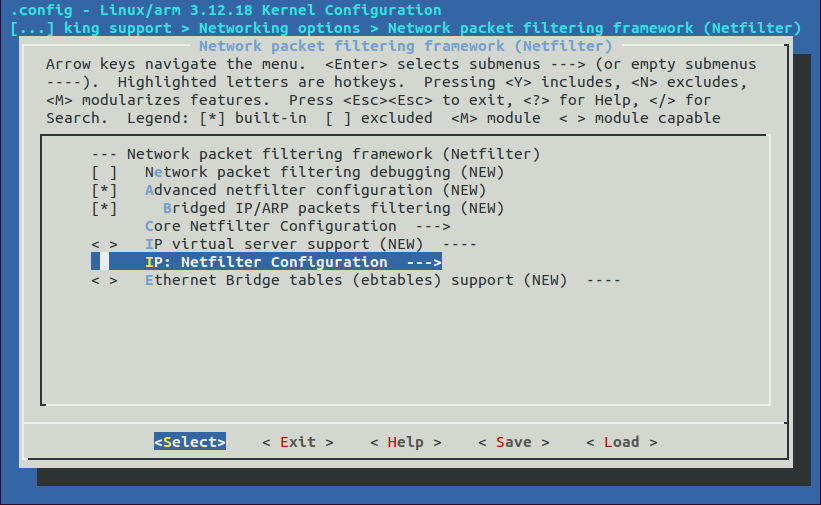 .config - Linux/arm 3.12.18 Kernel Configuration
[...] king support > Networking options > Network packet filtering framework (Netfilter)
Network packet filtering framework (Netfilter)
Arrow keys navigate the menu.  <Enter> selects submenus ---> (or empty submenus
----).  Highlighted letters are hotkeys.  Pressing <Y> includes, <N> excludes,
<M> modularizes features.  Press <Esc><Esc> to exit, <?> for Help, </> for
Search.  Legend: [*] built-in  [ ] excluded  <M> module  < > module capable
--- Network packet filtering framework (Netfilter)
[ ]   Network packet filtering debugging (NEW)
[*]   Advanced netfilter configuration (NEW)
[*]     Bridged IP/ARP packets filtering (NEW)
Core Netfilter Configuration  --->
< >   IP virtual server support (NEW)  ----
IP: Netfilter Configuration  --->
< >   Ethernet Bridge tables (ebtables) support (NEW)  ----
<Select>    < Exit >    < Help >    < Save >    < Load >